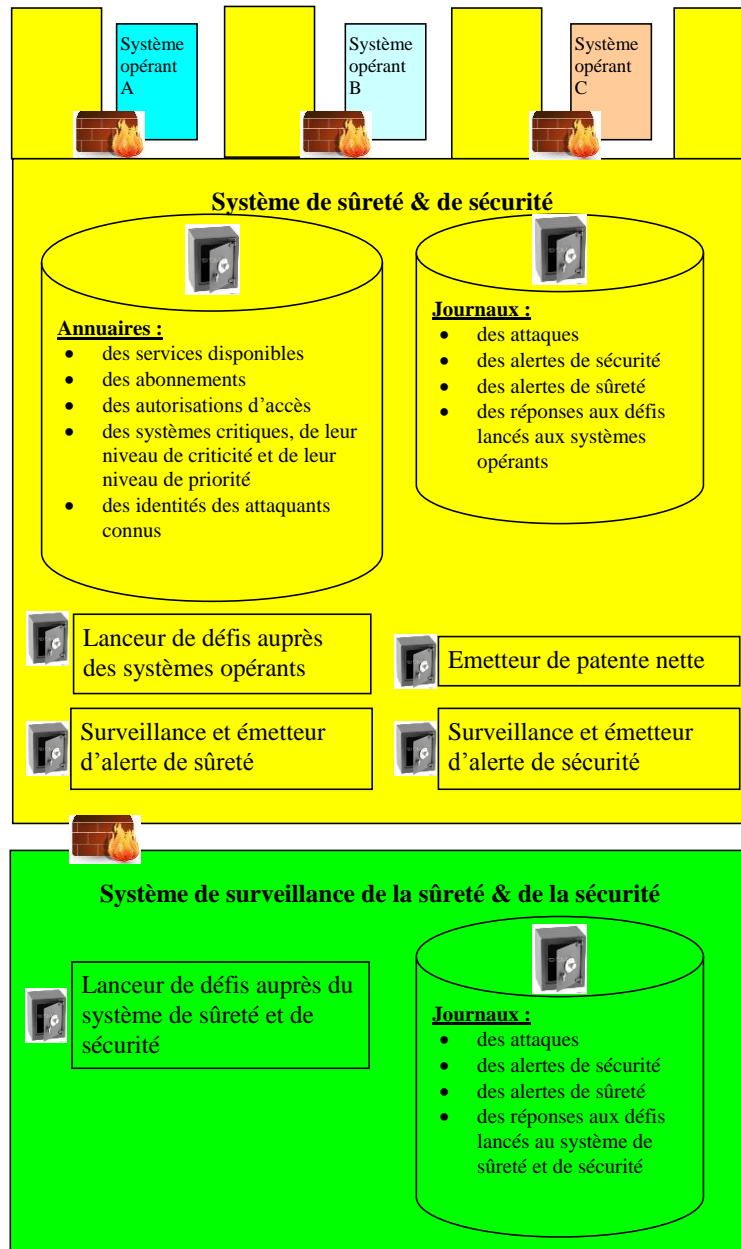 Système
opérant
A
Système
opérant
B
Système
opérant
C
Système de sûreté & de sécurité
Annuaires :
• des services disponibles
• des abonnements
• des autorisations d’accès
• des systèmes critiques, de leur
niveau de criticité et de leur
niveau de priorité
• des identités des attaquants
connus
Journaux :
• des attaques
• des alertes de sécurité
• des alertes de sûreté
• des réponses aux défis
lancés aux systèmes
opérants
Lanceur de défis auprès
des systèmes opérants
Emetteur de patente nette
Surveillance et émetteur
d’alerte de sûreté
Surveillance et émetteur
d’alerte de sécurité
Système de surveillance de la sûreté & de la sécurité
Lanceur de défis auprès du
système de sûreté et de
sécurité
Journaux :
• des attaques
• des alertes de sécurité
• des alertes de sûreté
• des réponses aux défis
lancés au système de
sûreté et de sécurité